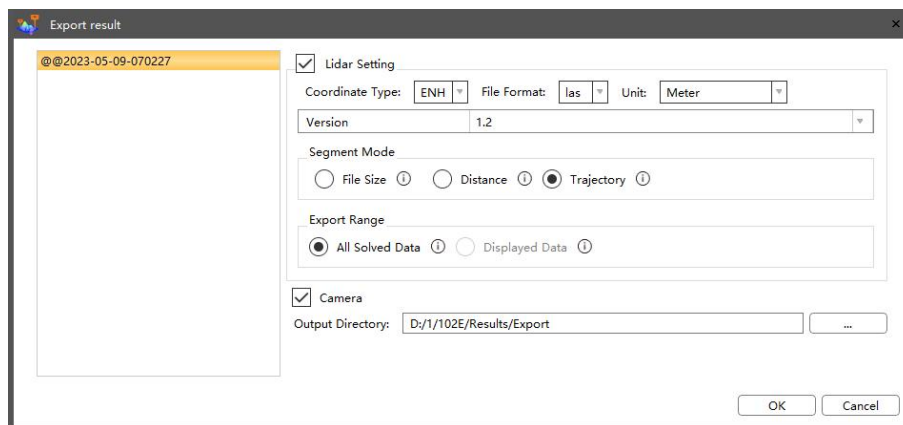 Export result
@@2023-05-09-070227
Lidar Setting
Coordinate Type: ENH File Format: las Unit: Meter
Version 1.2
Segment Mode
File Size Distance Trajectory
Export Range
All Solved Data Displayed Data
Camera
Output Directory: D:/1/102E/Results/Export ...
OK Cancel